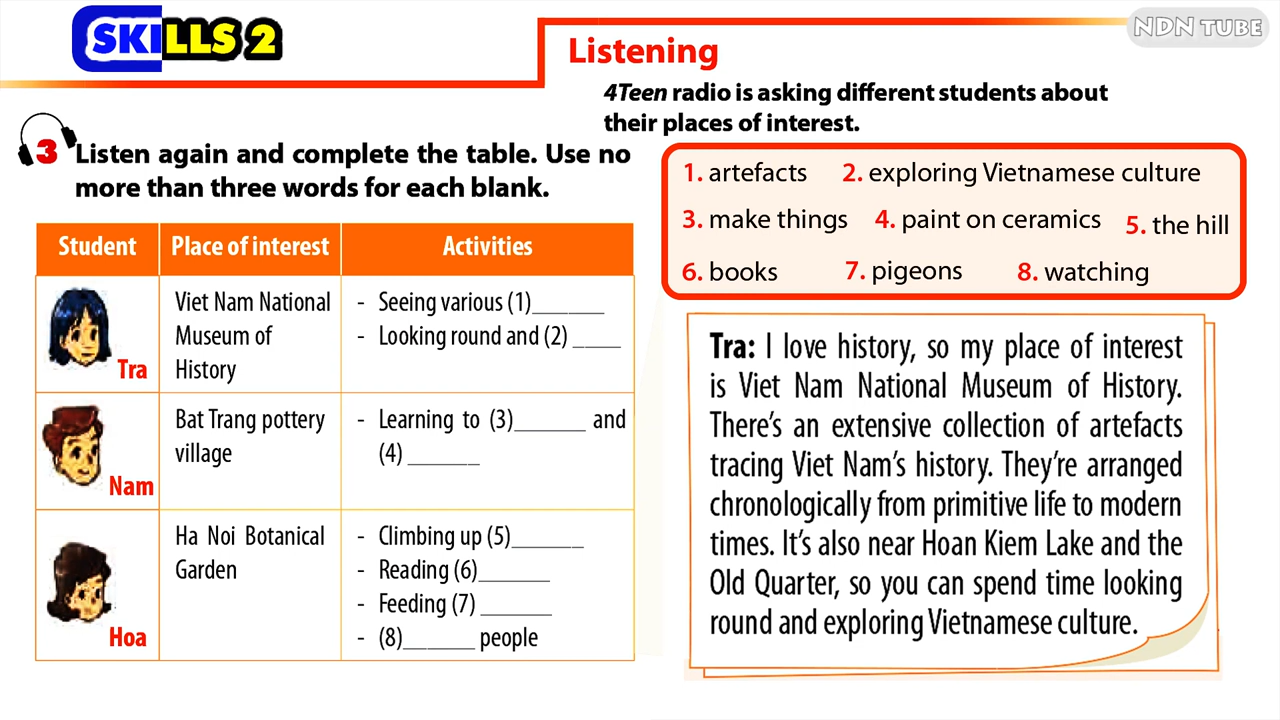 SKILLS 2
NDN TUBE
Listening
4Teen radio is asking different students about
their places of interest.
3 Listen again and complete the table. Use no
more than three words for each blank.
Student Place of interest Activities
Tra
Viet Nam National
Museum of
History
- Seeing various (1)______
- Looking round and (2) ____
Nam
Bat Trang pottery
village
- Learning to (3)______ and
(4) ______
Hoa
Ha Noi Botanical
Garden
- Climbing up (5)______
- Reading (6)______
- Feeding (7) ______
- (8)______ people
1. artefacts 2. exploring Vietnamese culture
3. make things 4. paint on ceramics 5. the hill
6. books 7. pigeons 8. watching
Tra: I love history, so my place of interest
is Viet Nam National Museum of History.
There's an extensive collection of artefacts
tracing Viet Nam's history. They're arranged
chronologically from primitive life to modern
times. It's also near Hoan Kiem Lake and the
Old Quarter, so you can spend time looking
round and exploring Vietnamese culture.